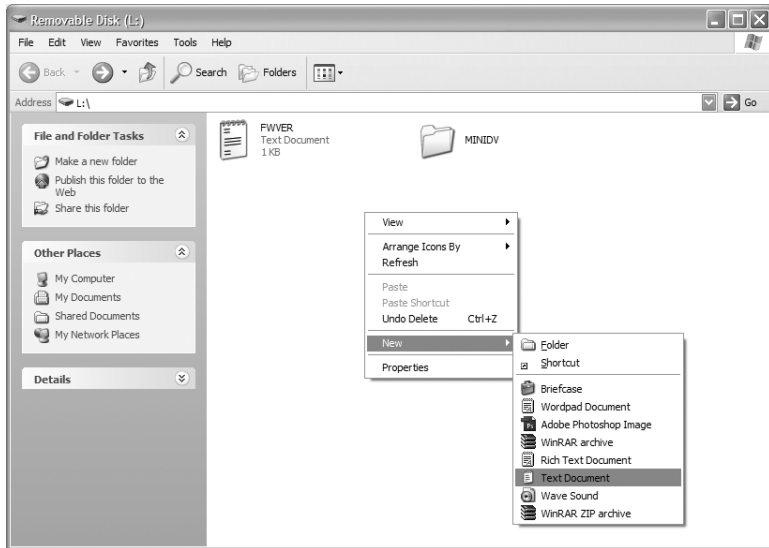 Removable Disk (L:)
File Edit View Favorites Tools Help
Back Search Folders
Address L:\ Go
File and Folder Tasks
Make a new folder
Publish this folder to the
Web
Share this folder
Other Places
My Computer
My Documents
Shared Documents
My Network Places
Details
FWVER
Text Document
1 KB
MINIDV
View
Arrange Icons By
Refresh
Paste
Paste Shortcut
Undo Delete Ctrl+Z
New
Properties
Folder
Shortcut
Briefcase
Wordpad Document
Adobe Photoshop Image
WinRAR archive
Rich Text Document
Text Document
Wave Sound
WinRAR ZIP archive